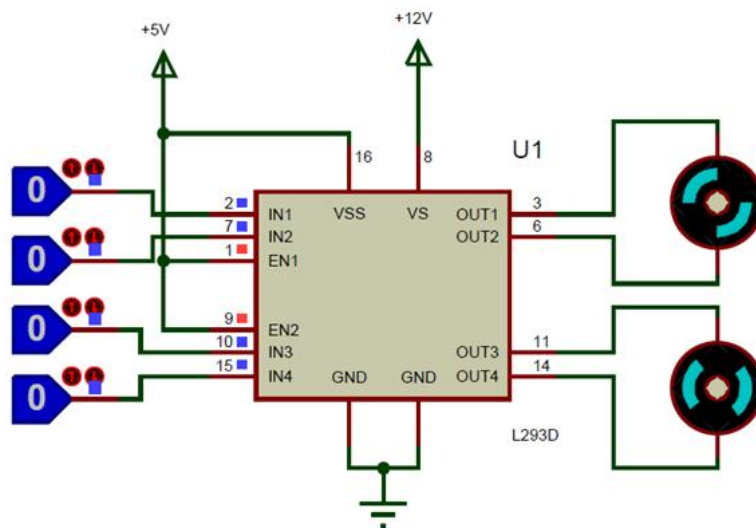 +5V
+12V
U1
16
8
0
2
IN1
VSS
VS
OUT1
3
0
7
IN2
OUT2
6
1
EN1
0
9
EN2
10
IN3
OUT3
11
0
15
IN4
GND
GND
OUT4
14
L293D